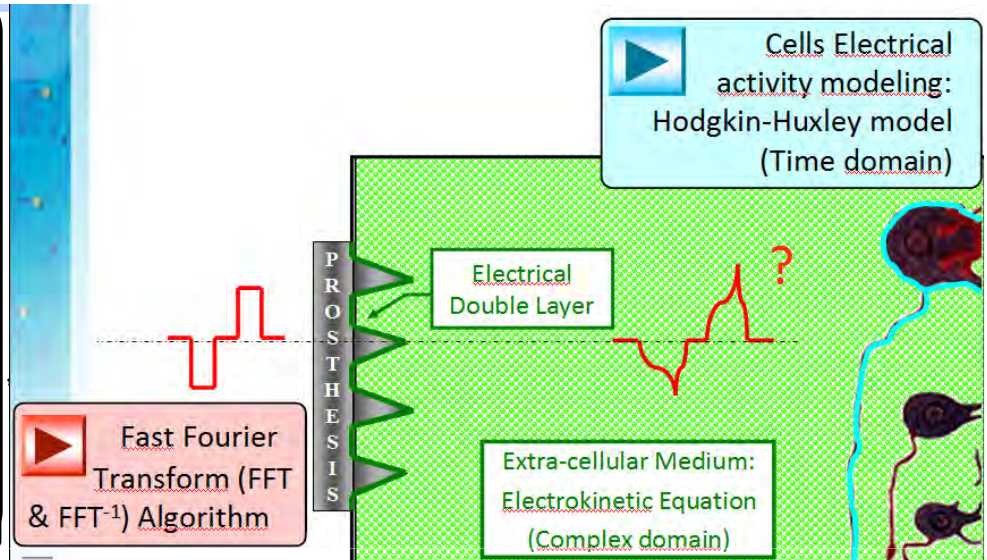 Cells Electrical
activity modeling:
Hodgkin-Huxley model
(Time domain)
PROSTHESIS
Electrical
Double Layer
?
Fast Fourier
Transform (FFT
& FFT⁻¹) Algorithm
Extra-cellular Medium:
Electrokinetic Equation
(Complex domain)